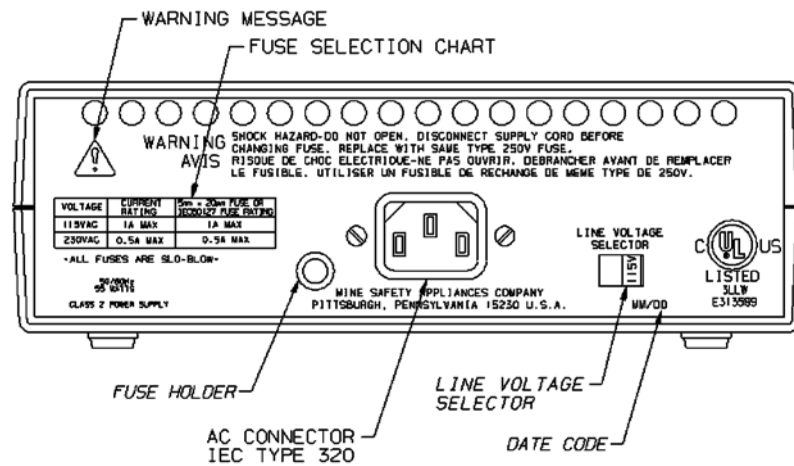 WARNING MESSAGE
FUSE SELECTION CHART
WARNING
AVIS
SHOCK HAZARD-DO NOT OPEN. DISCONNECT SUPPLY CORD BEFORE
CHANGING FUSE. REPLACE WITH SAME TYPE 250V FUSE.
RISQUE DE CHOC ELECTRIQUE-NE PAS OUVRIR. DEBRANCHER AVANT DE REMPLACER
LE FUSIBLE. UTILISER UN FUSIBLE DE RECHANGE DE MEME TYPE DE 250V.
VOLTAGE CURRENT RATING 5mm x 20mm FUSE OR IEC60127 FUSE RATING
115VAC 1A MAX 1A MAX
230VAC 0.5A MAX 0.5A MAX
-ALL FUSES ARE SLO-BLOW-
50/60Hz
55 WATTS
CLASS 2 POWER SUPPLY
MINE SAFETY APPLIANCES COMPANY
PITTSBURGH, PENNSYLVANIA 15230 U.S.A.
LINE VOLTAGE
SELECTOR
115V
C UL US
LISTED
3LLW
E313599
MM/DD
FUSE HOLDER
AC CONNECTOR
IEC TYPE 320
LINE VOLTAGE
SELECTOR
DATE CODE